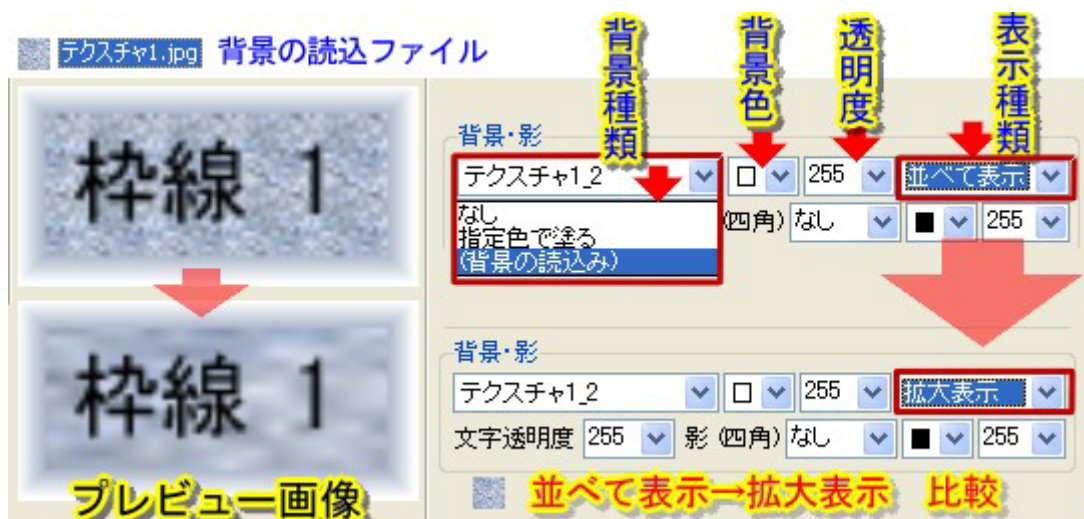 テクスチャ1.jpg 背景の読込ファイル
背景種類
背景色
透明度
表示種類
枠線 1
背景・影
テクスチャ1_2 255 並べて表示
なし
指定色で塗る
(背景の読込み)
(四角) なし 255
枠線 1
背景・影
テクスチャ1_2 255 拡大表示
文字透明度 255 影 (四角) なし 255
プレビュー画像
並べて表示→拡大表示 比較